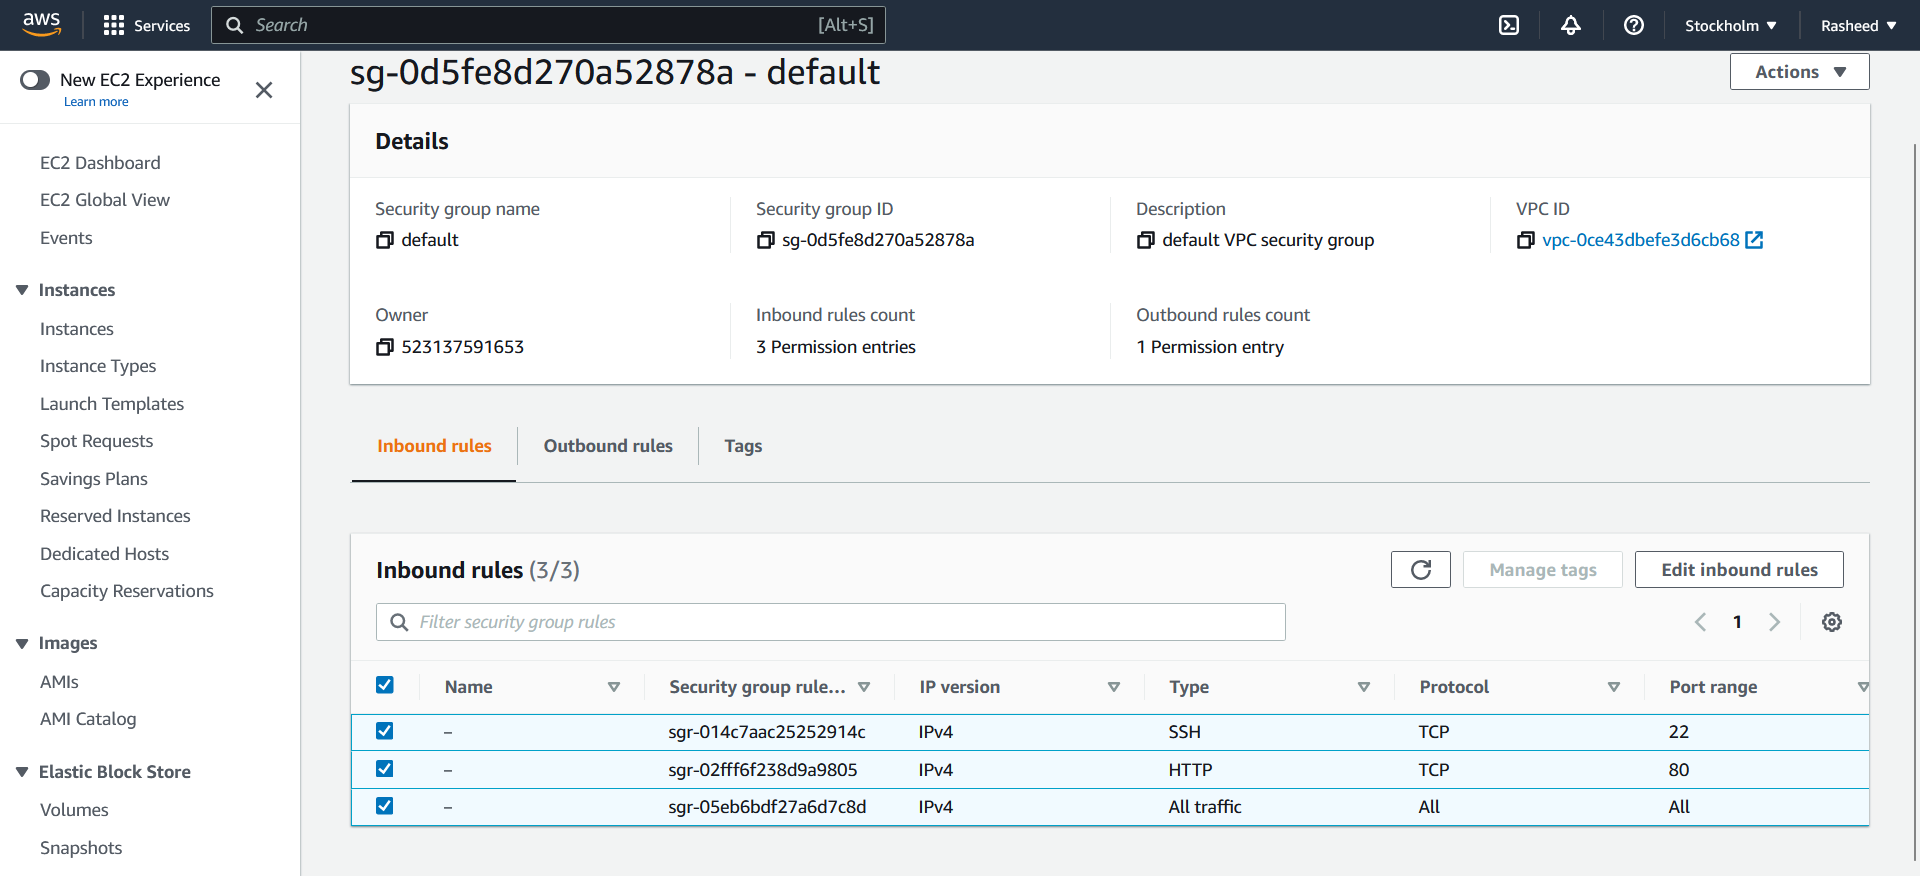 aws
Services
Search
[Alt+S]
Stockholm
Rasheed
New EC2 Experience
Learn more
EC2 Dashboard
EC2 Global View
Events
Instances
Instances
Instance Types
Launch Templates
Spot Requests
Savings Plans
Reserved Instances
Dedicated Hosts
Capacity Reservations
Images
AMIs
AMI Catalog
Elastic Block Store
Volumes
Snapshots
sg-0d5fe8d270a52878a - default
Actions
Details
Security group name
default
Security group ID
sg-0d5fe8d270a52878a
Description
default VPC security group
VPC ID
vpc-0ce43dbefe3d6cb68
Owner
523137591653
Inbound rules count
3 Permission entries
Outbound rules count
1 Permission entry
Inbound rules
Outbound rules
Tags
Inbound rules (3/3)
Manage tags
Edit inbound rules
Filter security group rules
1
Name Security group rule... IP version Type Protocol Port range
– sgr-014c7aac25252914c IPv4 SSH TCP 22
– sgr-02fff6f238d9a9805 IPv4 HTTP TCP 80
– sgr-05eb6bdf27a6d7c8d IPv4 All traffic All All